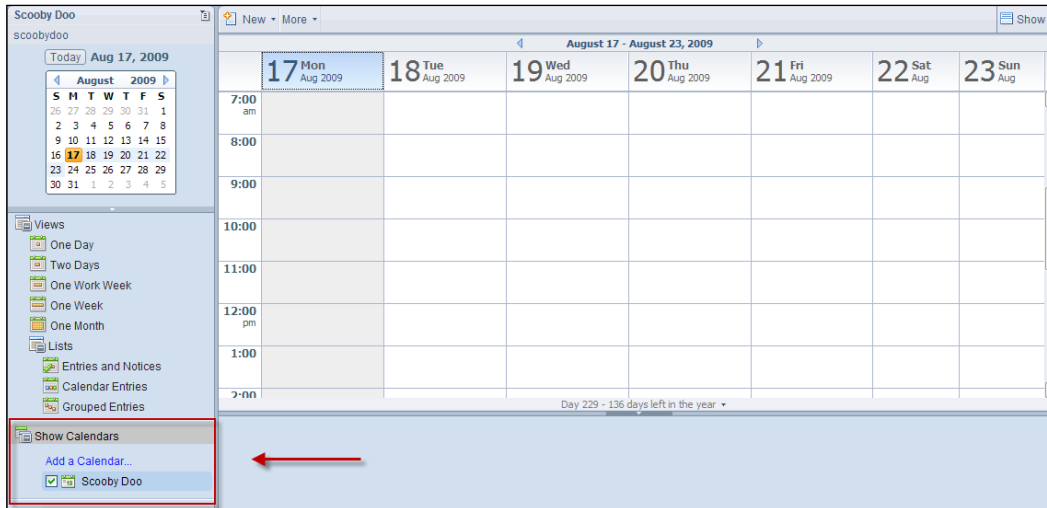 Scooby Doo
scoobydoo
Today Aug 17, 2009
August 2009
S M T W T F S
26 27 28 29 30 31 1
2 3 4 5 6 7 8
9 10 11 12 13 14 15
16 17 18 19 20 21 22
23 24 25 26 27 28 29
30 31 1 2 3 4 5
Views
One Day
Two Days
One Work Week
One Week
One Month
Lists
Entries and Notices
Calendar Entries
Grouped Entries
Show Calendars
Add a Calendar...
Scooby Doo
New More
Show
August 17 - August 23, 2009
17 Mon Aug 2009
18 Tue Aug 2009
19 Wed Aug 2009
20 Thu Aug 2009
21 Fri Aug 2009
22 Sat Aug
23 Sun Aug
7:00 am
8:00
9:00
10:00
11:00
12:00 pm
1:00
2:00
Day 229 - 136 days left in the year